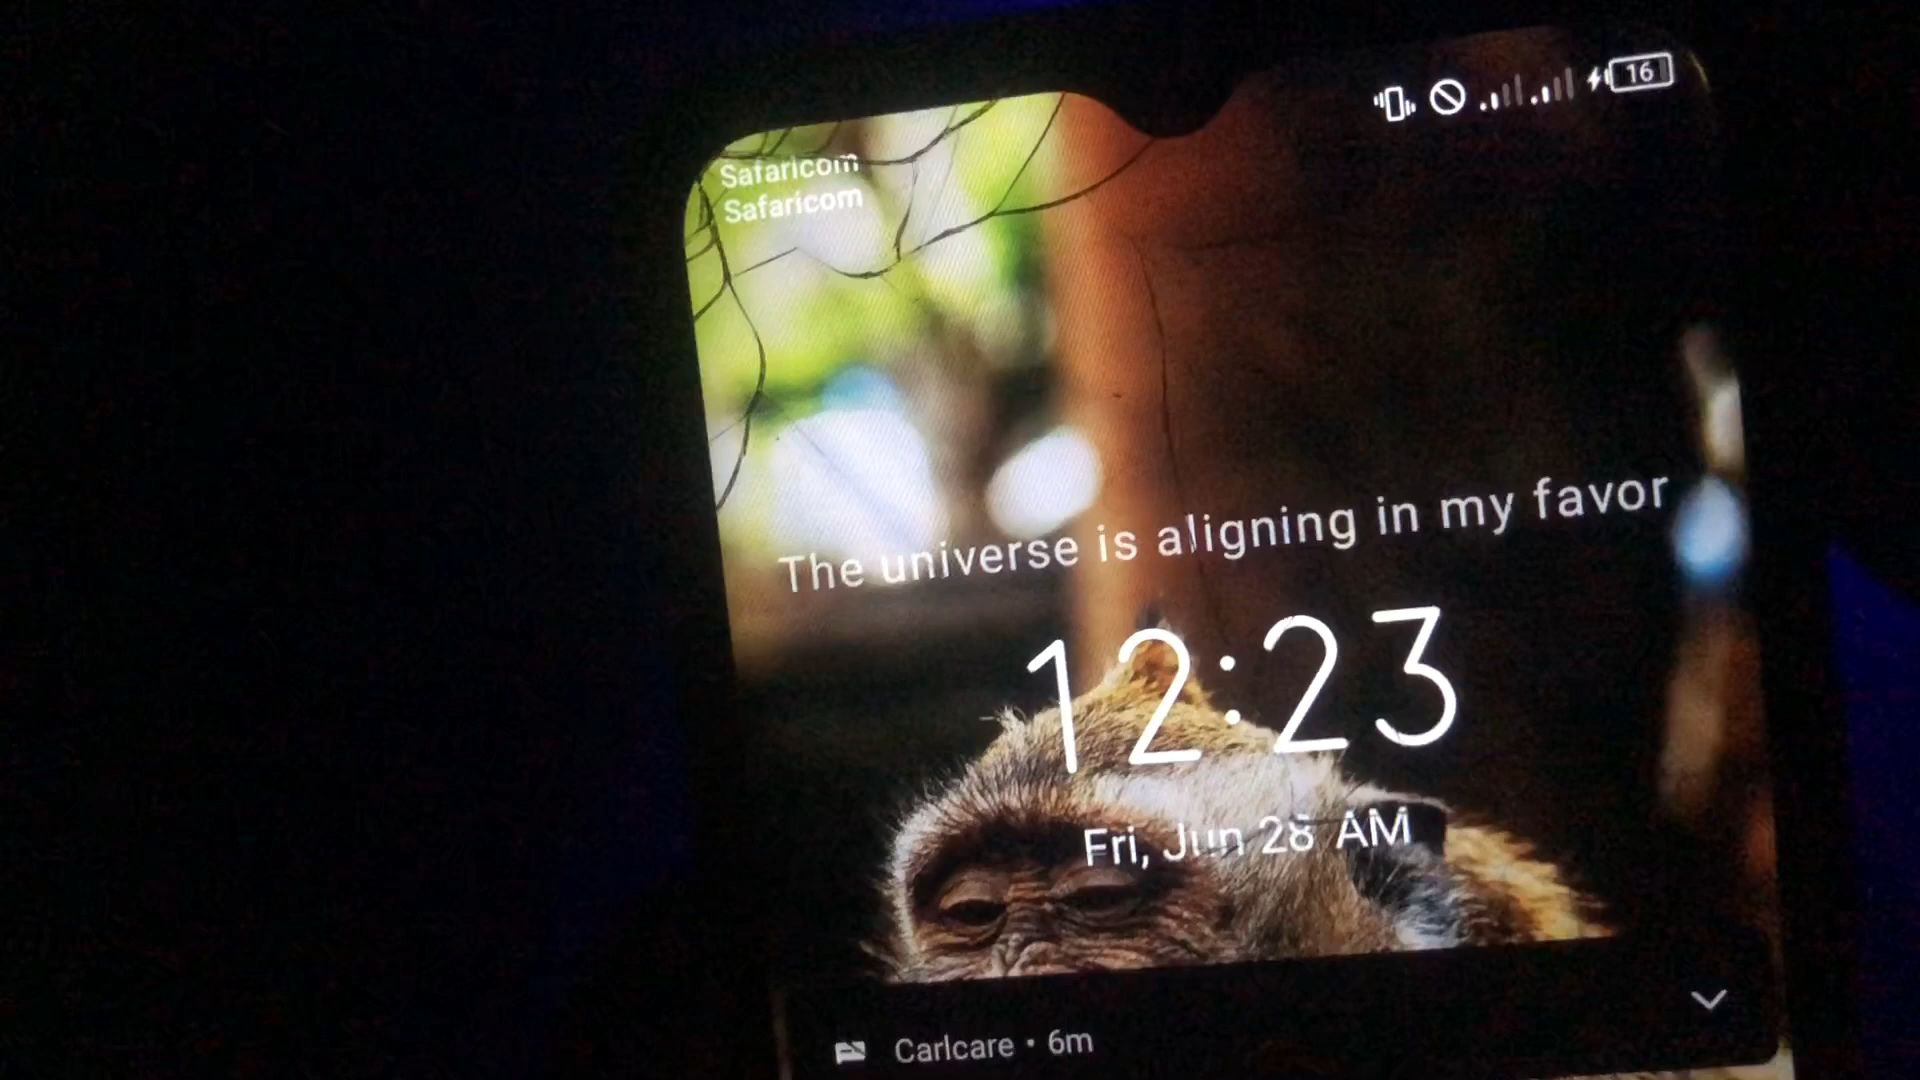 16
Safaricom
Safaricom
The universe is aligning in my favor
12:23
Fri, Jun 28 AM
Carlcare • 6m